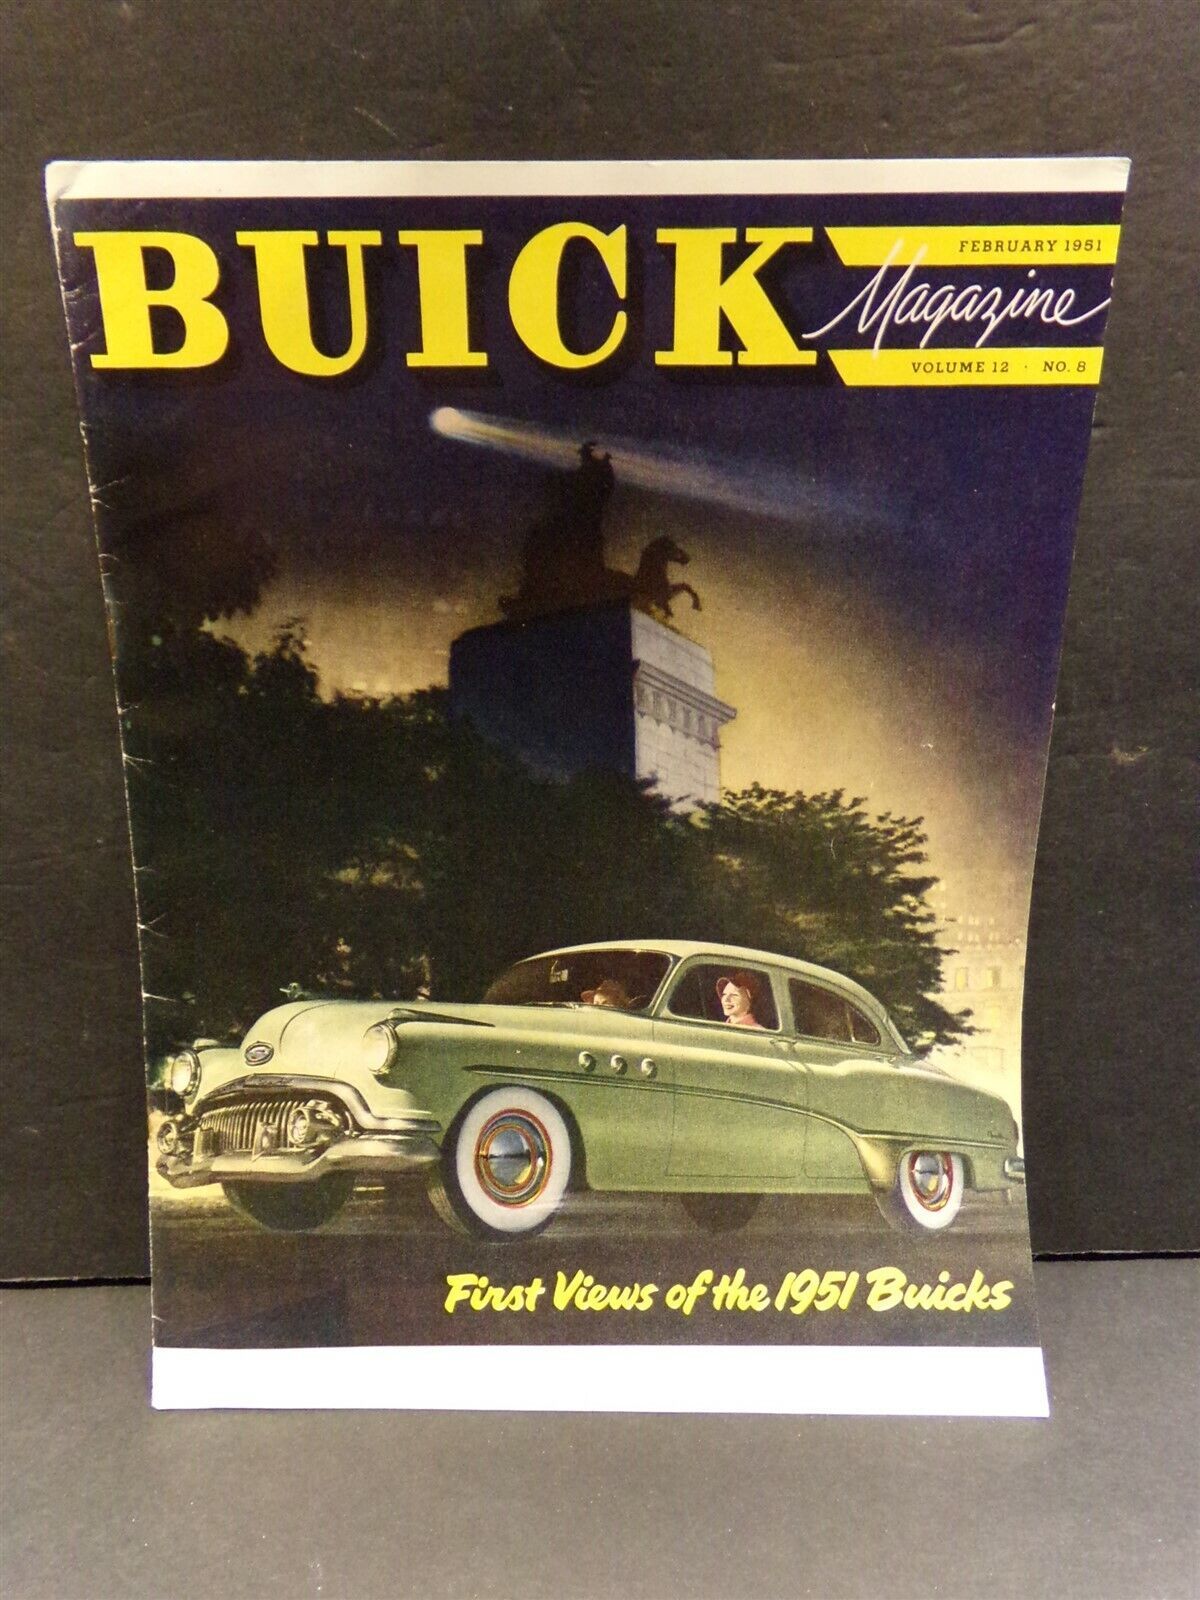 BUICK
FEBRUARY 1951
Magazine
VOLUME 12 · NO. 8
First Views of the 1951 Buicks